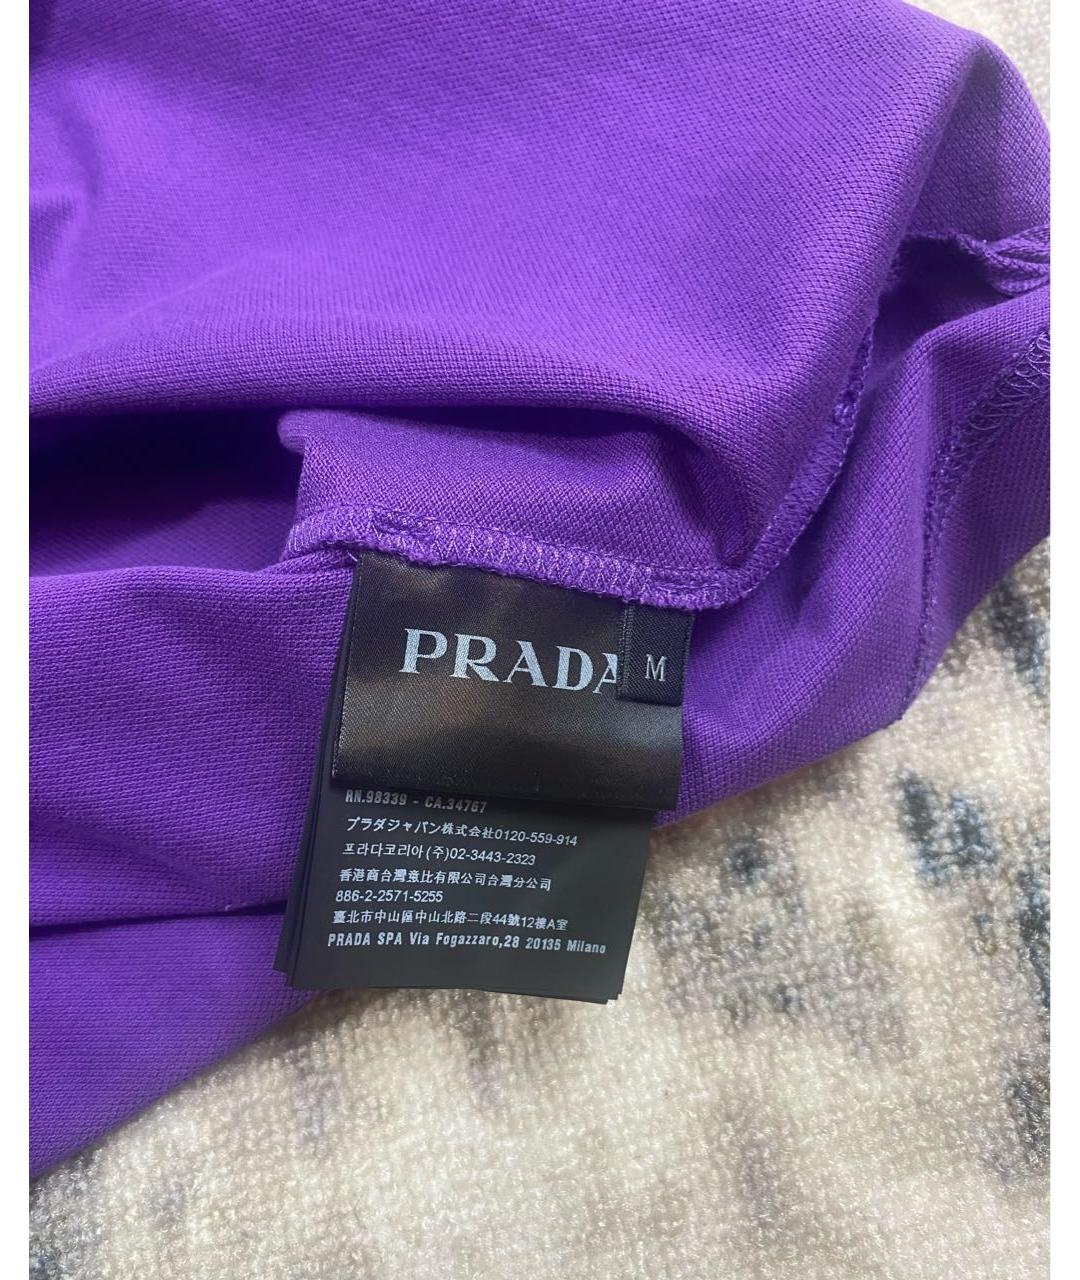 PRADA
M
RN.98339 - CA.34767
プラダジャパン株式会社0120-559-914
프라다코리아(주)02-3443-2323
香港商台灣意比有限公司台灣分公司
886-2-2571-5255
臺北市中山區中山北路二段44號12樓A室
PRADA SPA Via Fogazzaro,28 20135 Milano